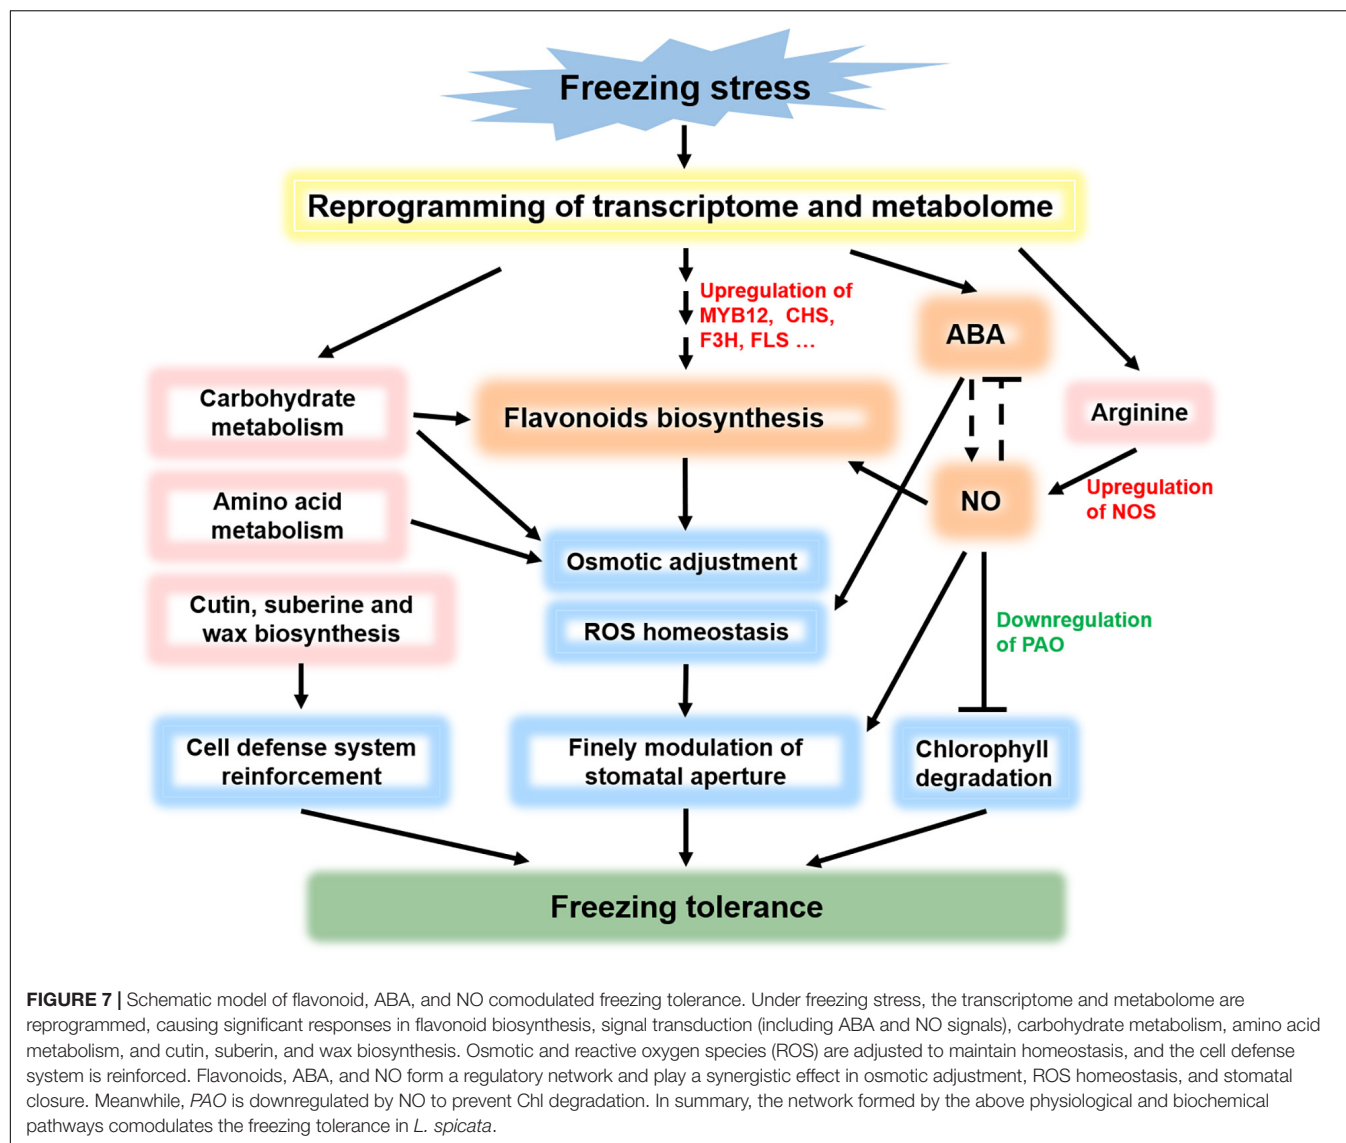 Freezing stress
Reprogramming of transcriptome and metabolome
Upregulation of
MYB12, CHS,
F3H, FLS ...
ABA
Carbohydrate
metabolism
Flavonoids biosynthesis
Arginine
Amino acid
metabolism
NO
Upregulation
of NOS
Osmotic adjustment
Cutin, suberine and
wax biosynthesis
ROS homeostasis
Downregulation
of PAO
Cell defense system
reinforcement
Finely modulation of
stomatal aperture
Chlorophyll
degradation
Freezing tolerance
FIGURE 7 | Schematic model of flavonoid, ABA, and NO comodulated freezing tolerance. Under freezing stress, the transcriptome and metabolome are
reprogrammed, causing significant responses in flavonoid biosynthesis, signal transduction (including ABA and NO signals), carbohydrate metabolism, amino acid
metabolism, and cutin, suberin, and wax biosynthesis. Osmotic and reactive oxygen species (ROS) are adjusted to maintain homeostasis, and the cell defense
system is reinforced. Flavonoids, ABA, and NO form a regulatory network and play a synergistic effect in osmotic adjustment, ROS homeostasis, and stomatal
closure. Meanwhile, PAO is downregulated by NO to prevent Chl degradation. In summary, the network formed by the above physiological and biochemical
pathways comodulates the freezing tolerance in L. spicata.